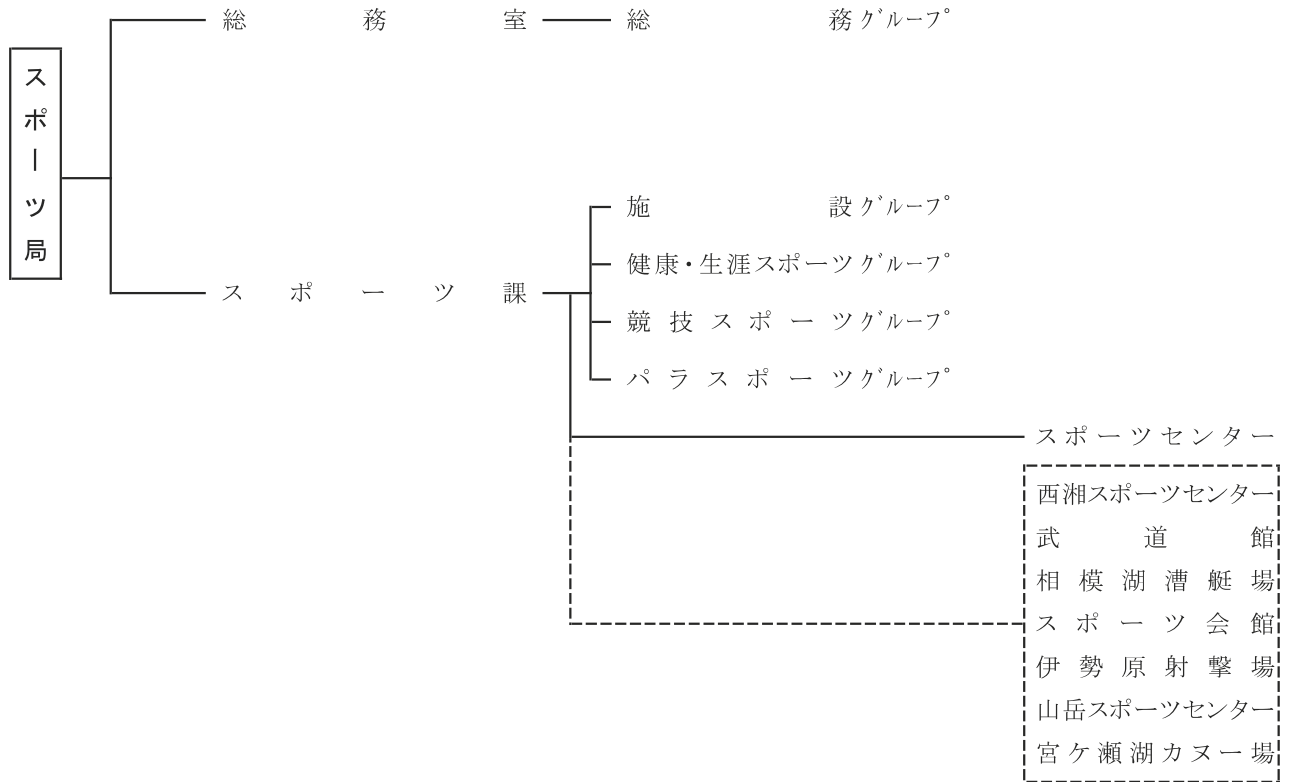 スポーツ局
総務室
総務グループ
施設グループ
健康・生涯スポーツグループ
スポーツ課
競技スポーツグループ
パラスポーツグループ
スポーツセンター
西湘スポーツセンター
武道館
相模湖漕艇場
スポーツ会館
伊勢原射撃場
山岳スポーツセンター
宮ケ瀬湖カヌー場